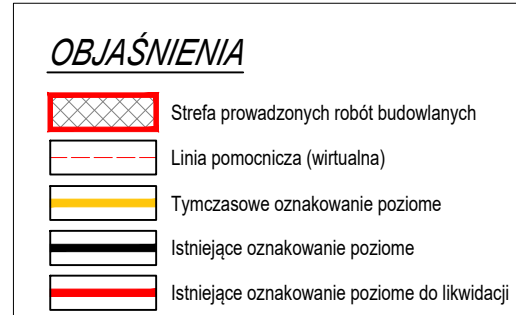 OBJAŚNIENIA
Strefa prowadzonych robót budowlanych
Linia pomocnicza (wirtualna)
Tymczasowe oznakowanie poziome
Istniejące oznakowanie poziome
Istniejące oznakowanie poziome do likwidacji